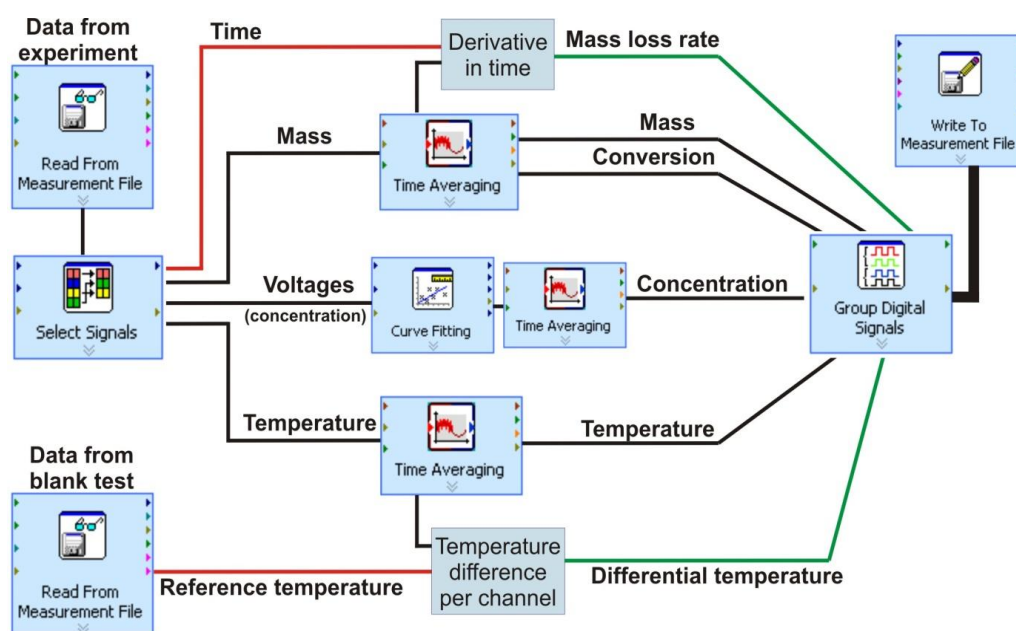 Data from
experiment
Read From
Measurement File
Select Signals
Time
Derivative
in time
Mass loss rate
Write To
Measurement File
Mass
Time Averaging
Mass
Conversion
Voltages
(concentration)
Curve Fitting
Time Averaging
Concentration
Group Digital
Signals
Temperature
Time Averaging
Temperature
Data from
blank test
Read From
Measurement File
Reference temperature
Temperature
difference
per channel
Differential temperature